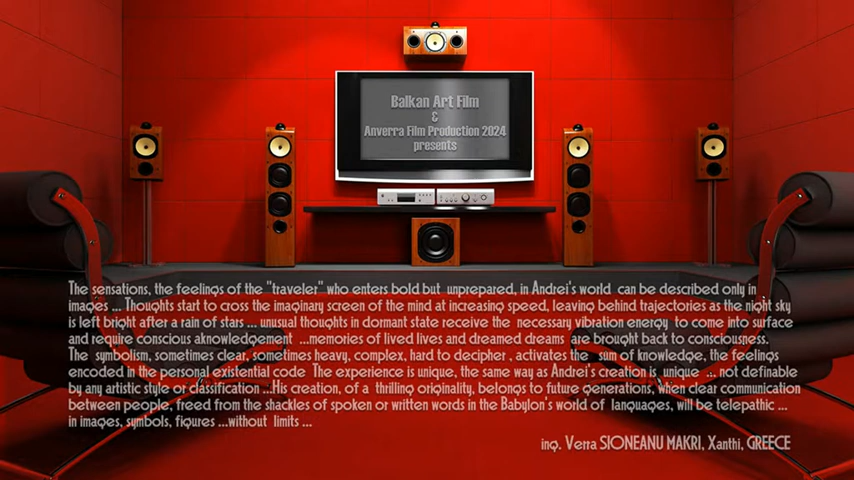 Balkan Art Film
&
Anverra Film Production 2024
presents
The sensations, the feelings of the "traveler" who enters bold but unprepared, in Andrei's world can be described only in
images ... Thoughts start to cross the imaginary screen of the mind at increasing speed, leaving behind trajectories as the night sky
is left bright after a rain of stars ... unusual thoughts in dormant state receive the necessary vibration energy to come into surface
and require conscious aknowledgement ...memories of lived lives and dreamed dreams are brought back to consciousness.
The symbolism, sometimes clear, sometimes heavy, complex, hard to decipher , activates the sum of knowledge, the feelings
encoded in the personal existential code The experience is unique, the same way as Andrei's creation is unique ... not definable
by any artistic style or classification ...His creation, of a thrilling originality, belongs to future generations, when clear communication
between people, freed from the shackles of spoken or written words in the Babylon's world of languages, will be telepathic ...
in images, symbols, figures ...without limits ...
ing. Verra SIONEANU MAKRI, Xanthi, GREECE